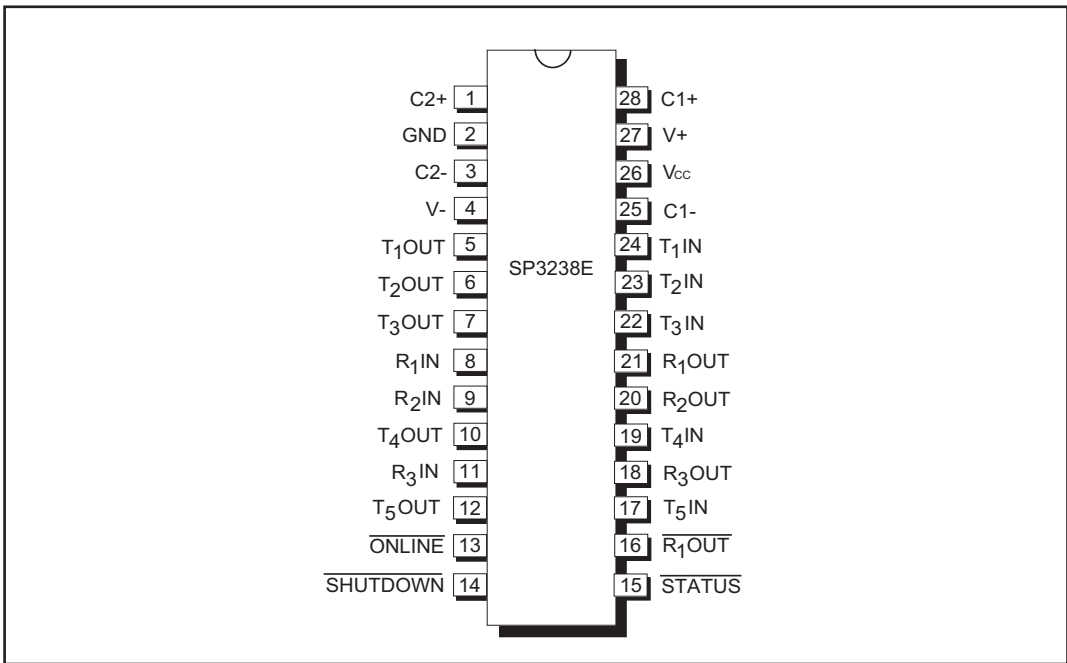 C2+ 1 28 C1+
GND 2 27 V+
C2- 3 26 Vcc
V- 4 25 C1-
T1OUT 5 24 T1IN
SP3238E
T2OUT 6 23 T2IN
T3OUT 7 22 T3IN
R1IN 8 21 R1OUT
R2IN 9 20 R2OUT
T4OUT 10 19 T4IN
R3IN 11 18 R3OUT
T5OUT 12 17 T5IN
ONLINE 13 16 R1OUT
SHUTDOWN 14 15 STATUS